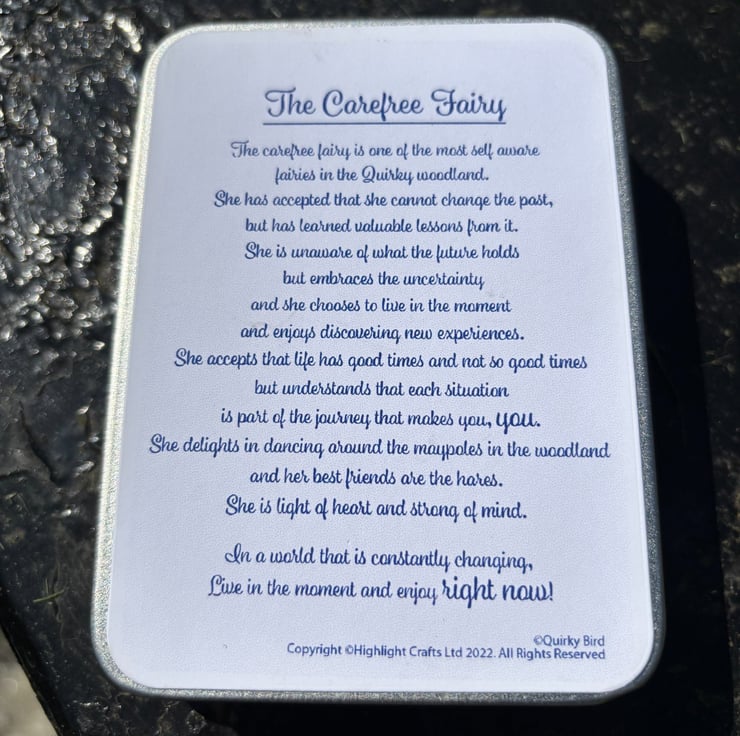 The Carefree Fairy
The carefree fairy is one of the most self aware
fairies in the Quirky woodland.
She has accepted that she cannot change the past,
but has learned valuable lessons from it.
She is unaware of what the future holds
but embraces the uncertainty
and she chooses to live in the moment
and enjoys discovering new experiences.
She accepts that life has good times and not so good times
but understands that each situation
is part of the journey that makes you, you.
She delights in dancing around the maypoles in the woodland
and her best friends are the hares.
She is light of heart and strong of mind.
In a world that is constantly changing,
Live in the moment and enjoy right now!
©Quirky Bird
Copyright ©Highlight Crafts Ltd 2022. All Rights Reserved